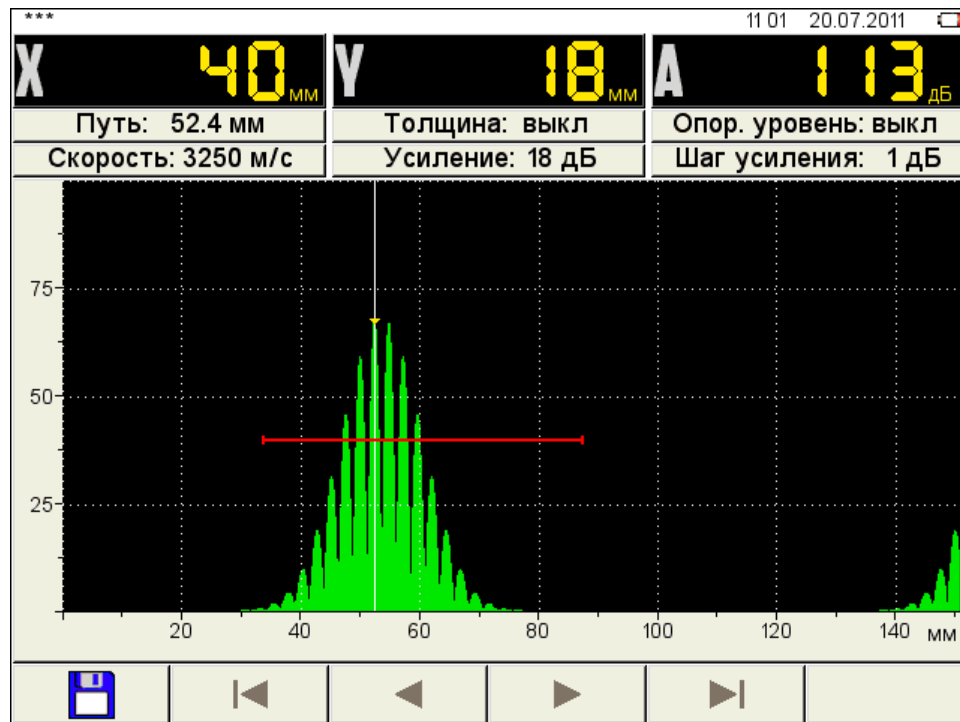 ***
11 01 20.07.2011
X 40 мм Y 18 мм A 113 дБ
Путь: 52.4 мм Толщина: выкл Опор. уровень: выкл
Скорость: 3250 м/с Усиление: 18 дБ Шаг усиления: 1 дБ
75
50
25
20 40 60 80 100 120 140 мм